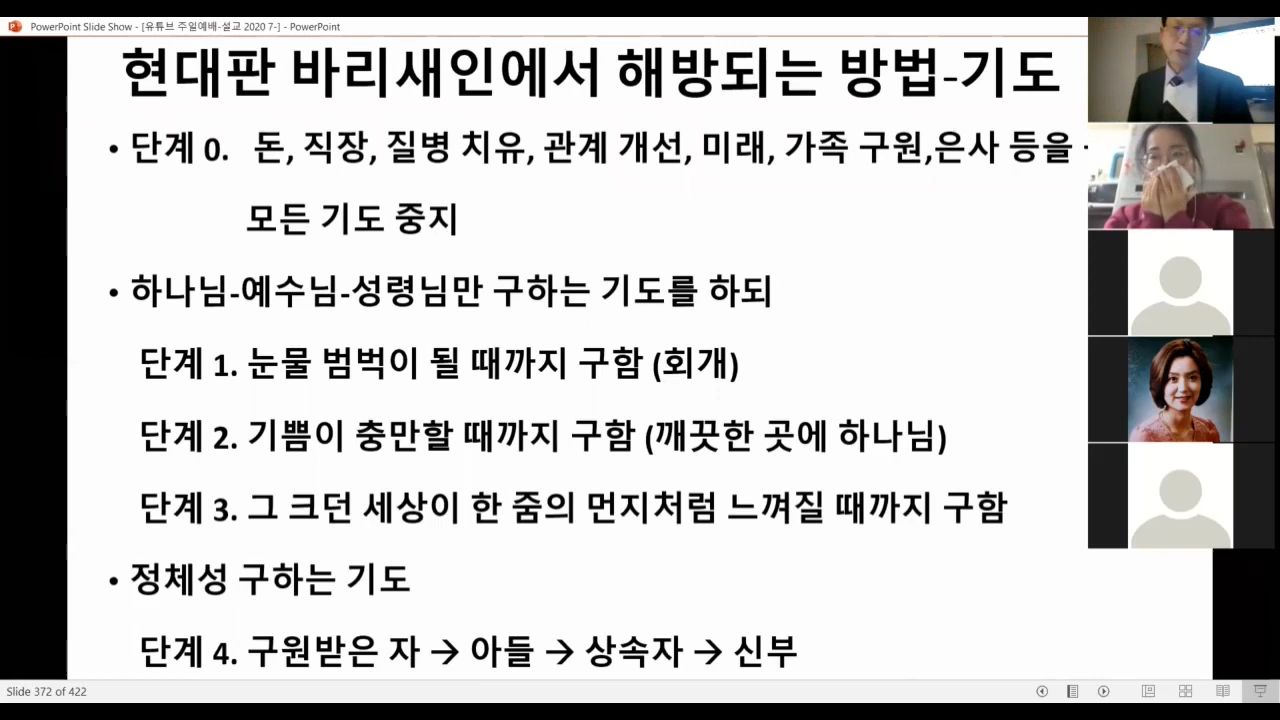 PowerPoint Slide Show - [유튜브 주일예배-설교 2020 7-] - PowerPoint
현대판 바리새인에서 해방되는 방법-기도
• 단계 0. 돈, 직장, 질병 치유, 관계 개선, 미래, 가족 구원,은사 등을
모든 기도 중지
• 하나님-예수님-성령님만 구하는 기도를 하되
단계 1. 눈물 범벅이 될 때까지 구함 (회개)
단계 2. 기쁨이 충만할 때까지 구함 (깨끗한 곳에 하나님)
단계 3. 그 크던 세상이 한 줌의 먼지처럼 느껴질 때까지 구함
• 정체성 구하는 기도
단계 4. 구원받은 자 → 아들 → 상속자 → 신부
Slide 372 of 422